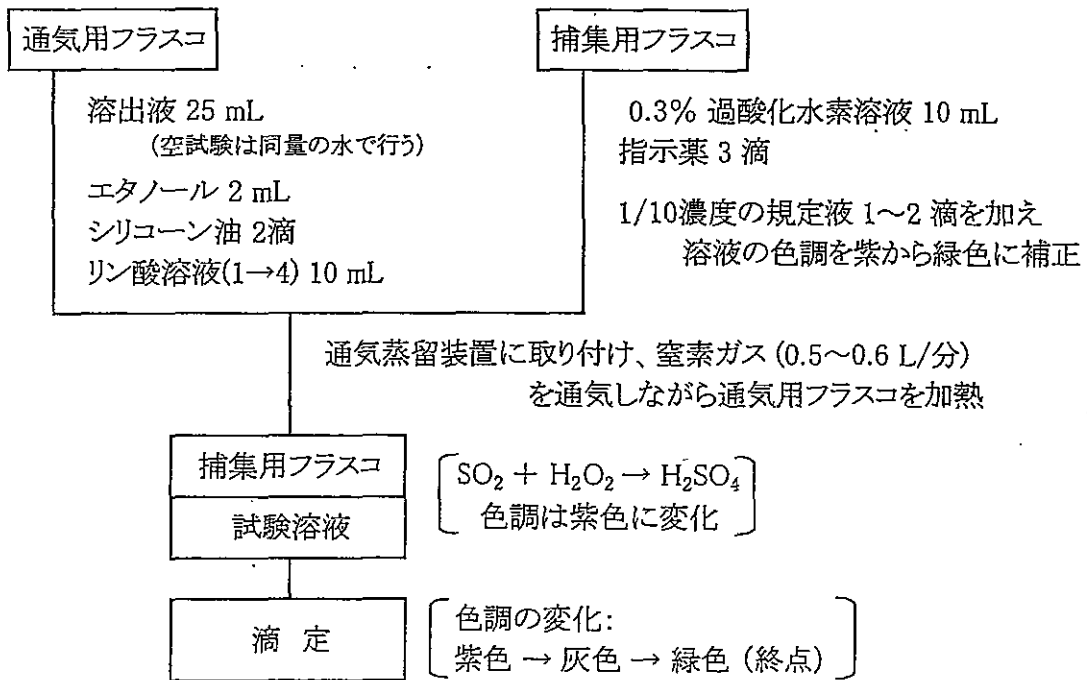 通気用フラスコ
溶出液 25 mL
(空試験は同量の水で行う)
エタノール 2 mL
シリコーン油 2滴
リン酸溶液(1→4) 10 mL
捕集用フラスコ
0.3% 過酸化水素溶液 10 mL
指示薬 3 滴
1/10濃度の規定液 1～2 滴を加え
溶液の色調を紫から緑色に補正
通気蒸留装置に取り付け、窒素ガス (0.5～0.6 L/分)
を通気しながら通気用フラスコを加熱
捕集用フラスコ
試験溶液
SO₂ + H₂O₂ → H₂SO₄
色調は紫色に変化
滴 定
色調の変化:
紫色 → 灰色 → 緑色 (終点)